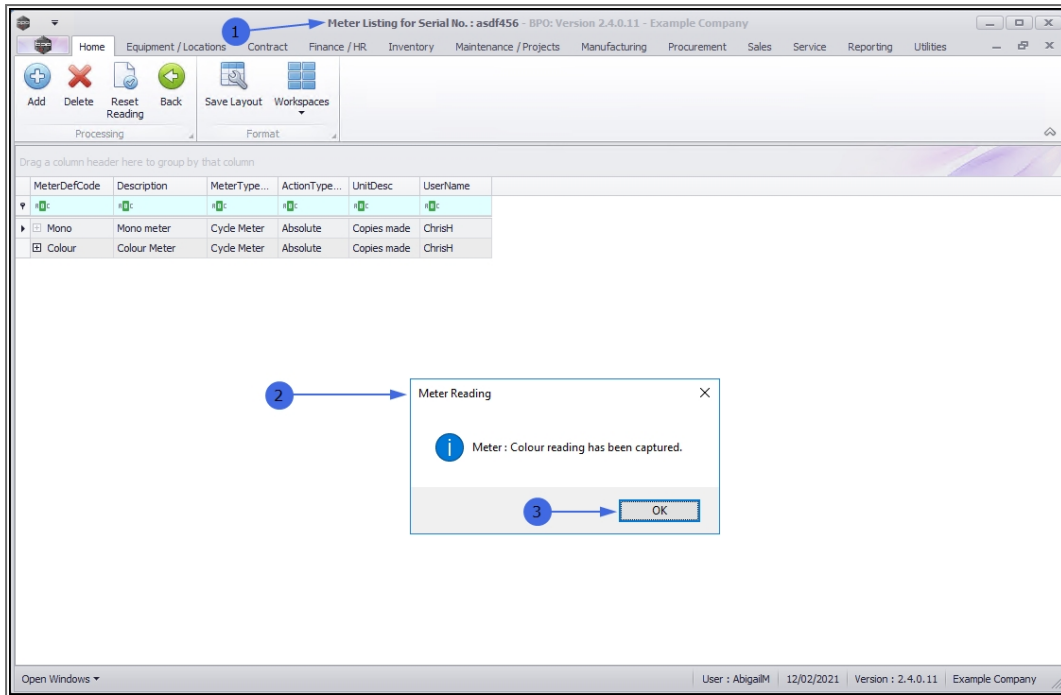 Meter Listing for Serial No. : asdf456 - BPO: Version 2.4.0.11 - Example Company
1
Home Equipment / Locations Contract Finance / HR Inventory Maintenance / Projects Manufacturing Procurement Sales Service Reporting Utilities
Add Delete Reset Reading Back Save Layout Workspaces
Processing Format
Drag a column header here to group by that column
MeterDefCode Description MeterType... ActionType... UnitDesc UserName
Mono Mono meter Cycle Meter Absolute Copies made ChrisH
Colour Colour Meter Cycle Meter Absolute Copies made ChrisH
2
Meter Reading
Meter : Colour reading has been captured.
3
OK
Open Windows User : AbigailM 12/02/2021 Version : 2.4.0.11 Example Company